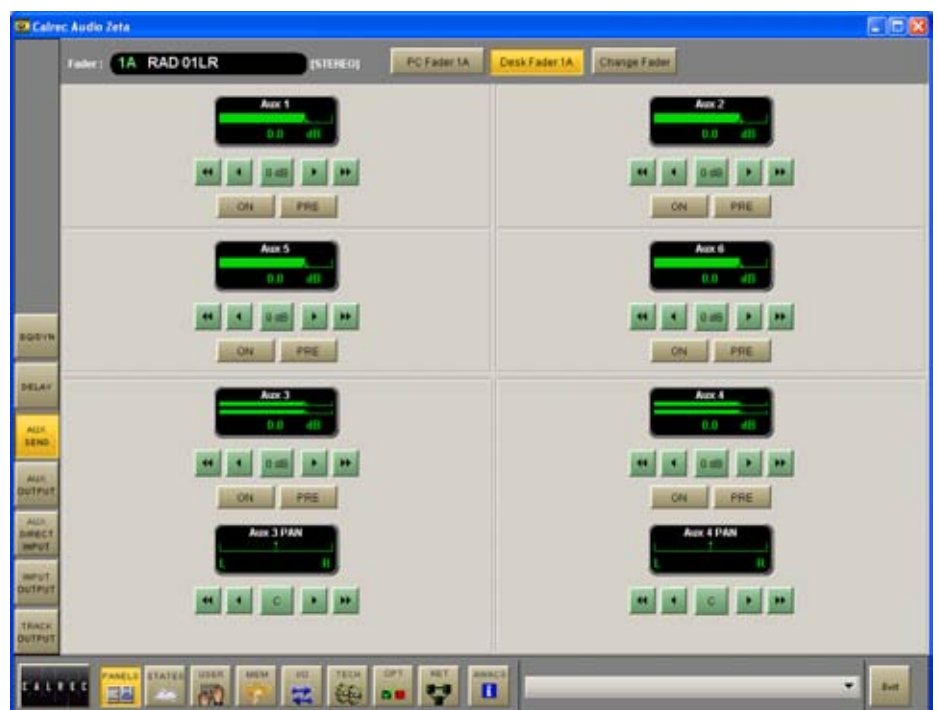 Calrec Audio Zeta
Fader: 1A RAD 01LR [STEREO] PC Fader 1A Desk Fader 1A Change Fader
Aux 1
0.0 dB
0 dB
ON PRE
Aux 2
0.0 dB
0 dB
ON PRE
Aux 5
0.0 dB
0 dB
ON PRE
Aux 6
0.0 dB
0 dB
ON PRE
Aux 3
0.0 dB
0 dB
ON PRE
Aux 4
0.0 dB
0 dB
ON PRE
Aux 3 PAN
L R
C
Aux 4 PAN
L R
C
EQ/DYN
DELAY
AUX
SEND
AUX
OUTPUT
AUX
DIRECT
INPUT
INPUT
OUTPUT
TRACK
OUTPUT
CALREC PANELS STATES USER MEM I/O TECH OPT NET AWACS Exit